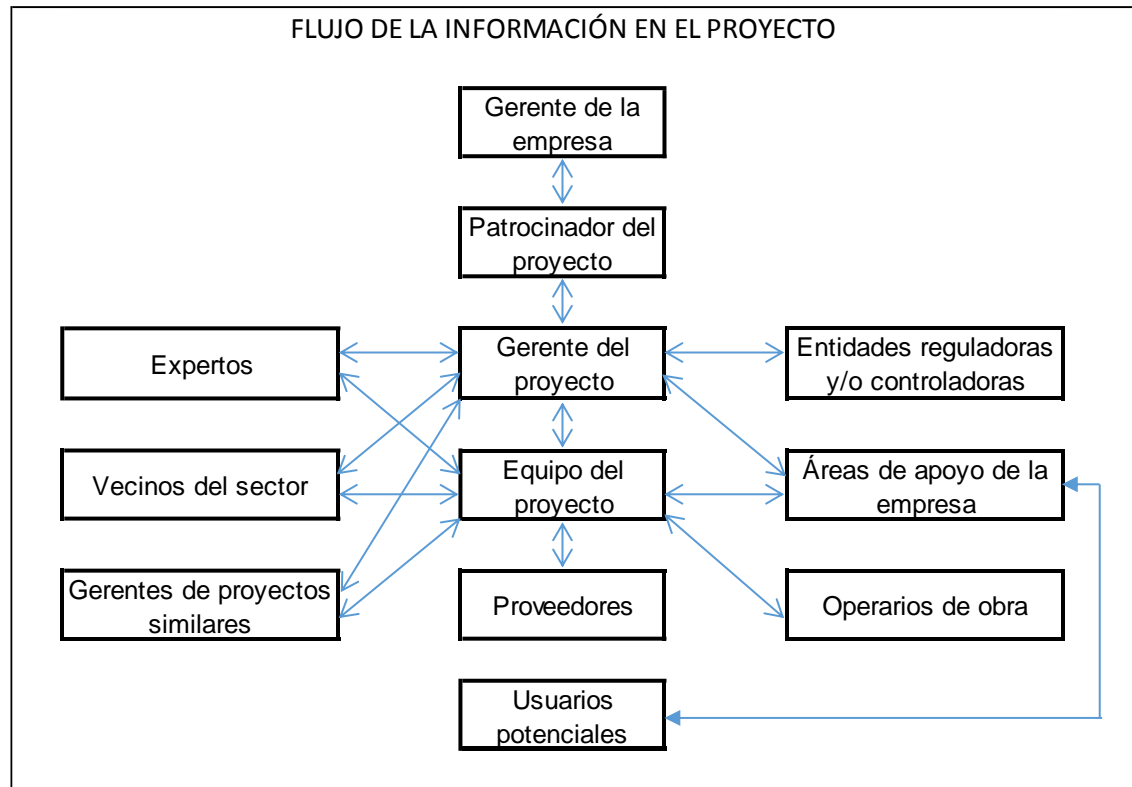 FLUJO DE LA INFORMACIÓN EN EL PROYECTO
Gerente de la
empresa
Patrocinador del
proyecto
Expertos
Gerente del
proyecto
Entidades reguladoras
y/o controladoras
Vecinos del sector
Equipo del
proyecto
Áreas de apoyo de la
empresa
Gerentes de proyectos
similares
Proveedores
Operarios de obra
Usuarios
potenciales